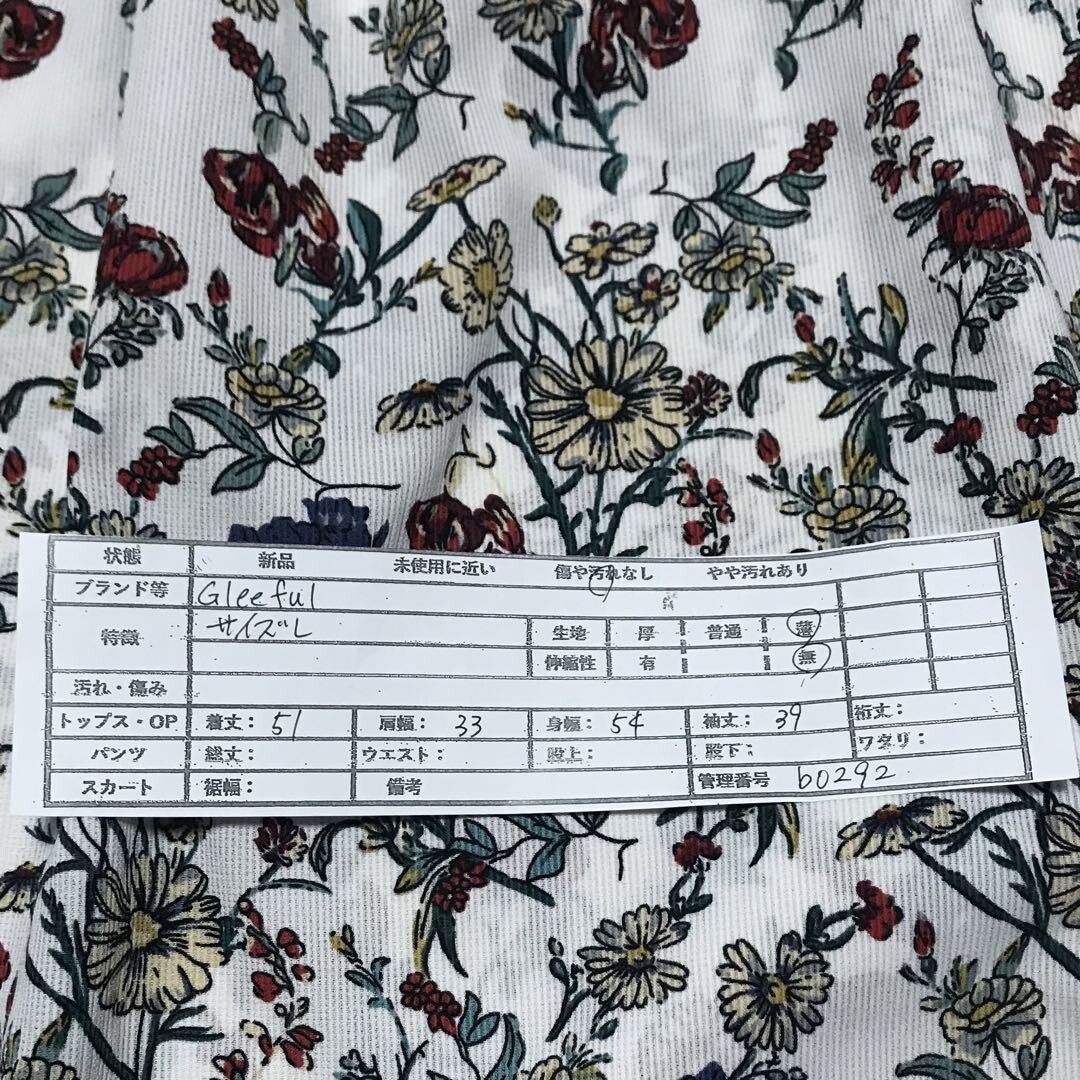 状態 新品 未使用に近い 傷や汚れなし やや汚れあり
ブランド等 Gleeful
特徴 サイズL 生地 厚 普通 薄
伸縮性 有 無
汚れ・傷み
トップス・OP 着丈: 51 肩幅: 33 身幅: 54 袖丈: 39 裄丈:
パンツ 総丈: ウエスト: 股上: 股下: ワタリ:
スカート 裾幅: 備考 管理番号 b0292